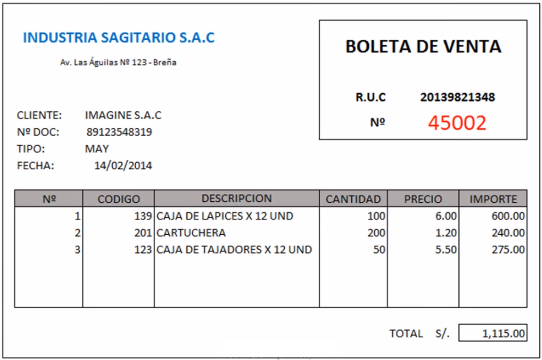 INDUSTRIA SAGITARIO S.A.C
Av. Las Águilas Nº 123 - Breña
BOLETA DE VENTA
R.U.C 20139821348
Nº 45002
CLIENTE: IMAGINE S.A.C
Nº DOC: 89123548319
TIPO: MAY
FECHA: 14/02/2014
Nº CODIGO DESCRIPCION CANTIDAD PRECIO IMPORTE
1 139 CAJA DE LAPICES X 12 UND 100 6.00 600.00
2 201 CARTUCHERA 200 1.20 240.00
3 123 CAJA DE TAJADORES X 12 UND 50 5.50 275.00
TOTAL S/. 1,115.00